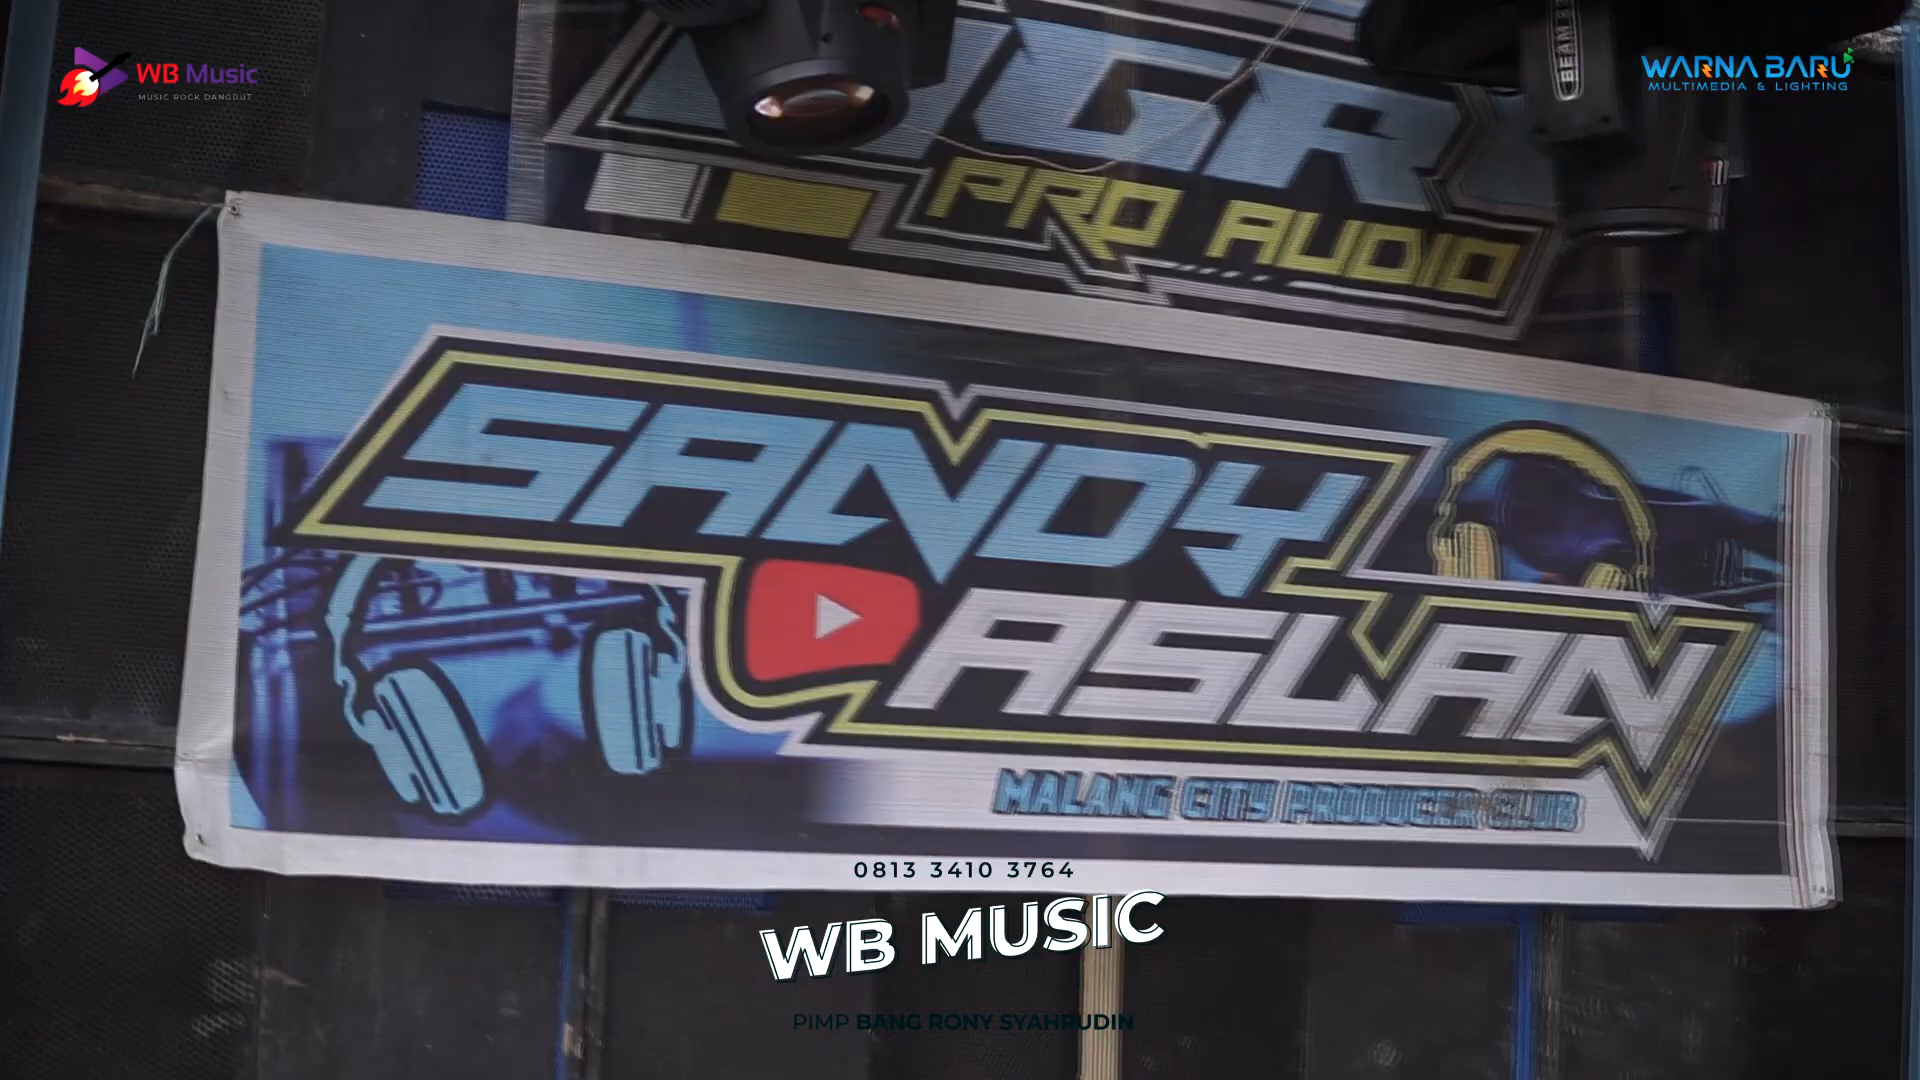 WB Music
MUSIC ROCK DANGDUT
WARNA BARU
MULTIMEDIA & LIGHTING
BEAM
PRO AUDIO
SANDY
ASLAN
MALANG CITY PRODUCER CLUB
0813 3410 3764
WB MUSIC
PIMP BANG RONY SYAHRUDIN